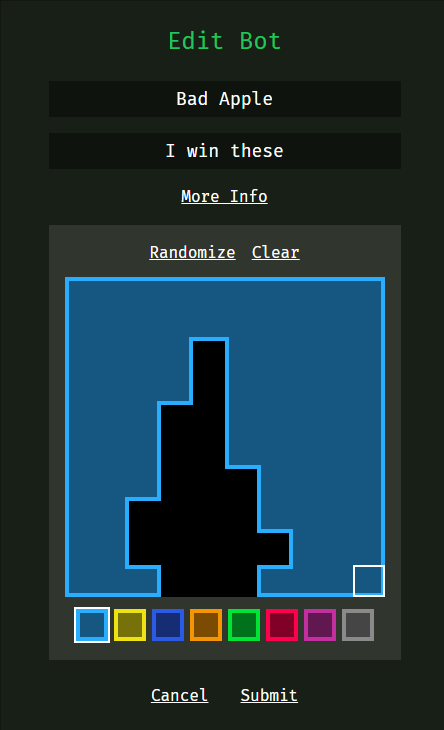 Edit Bot
Bad Apple
I win these
More Info
Randomize Clear
Cancel Submit